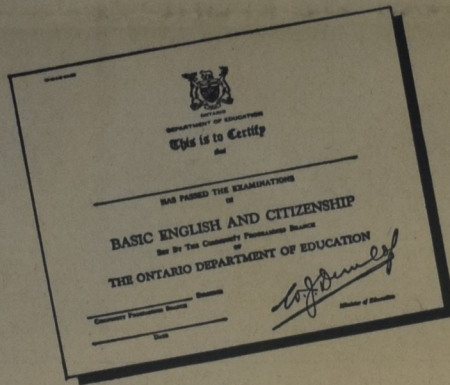 ONTARIO
DEPARTMENT OF EDUCATION
This is to Certify
that
HAS PASSED THE EXAMINATIONS
IN
BASIC ENGLISH AND CITIZENSHIP
SET BY THE COMMUNITY PROGRAMMES BRANCH
OF
THE ONTARIO DEPARTMENT OF EDUCATION
DIRECTOR
COMMUNITY PROGRAMMES BRANCH
DATE
W.J. Dunlop
Minister of Education